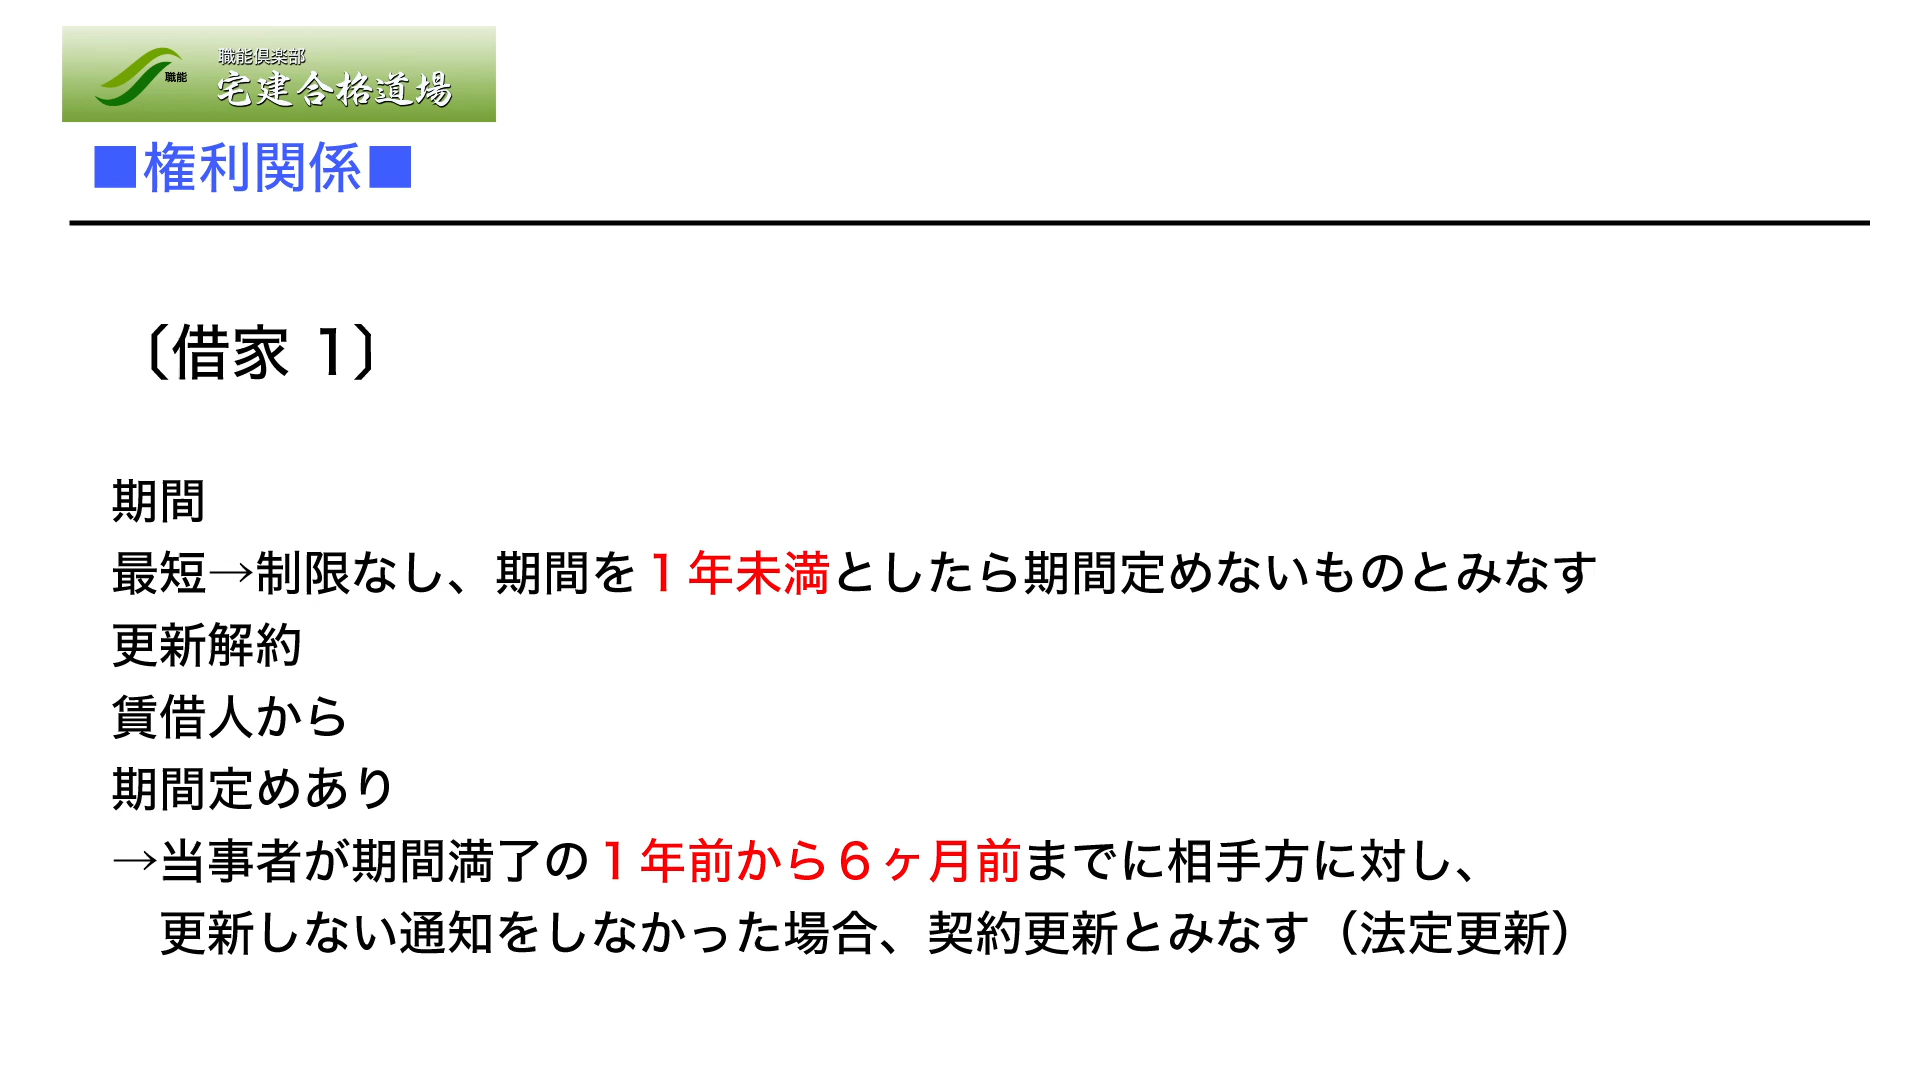 職能
職能倶楽部
宅建合格道場
■権利関係■
〔借家 1〕
期間
最短→制限なし、期間を１年未満としたら期間定めないものとみなす
更新解約
賃借人から
期間定めあり
→当事者が期間満了の１年前から６ヶ月前までに相手方に対し、
更新しない通知をしなかった場合、契約更新とみなす（法定更新）